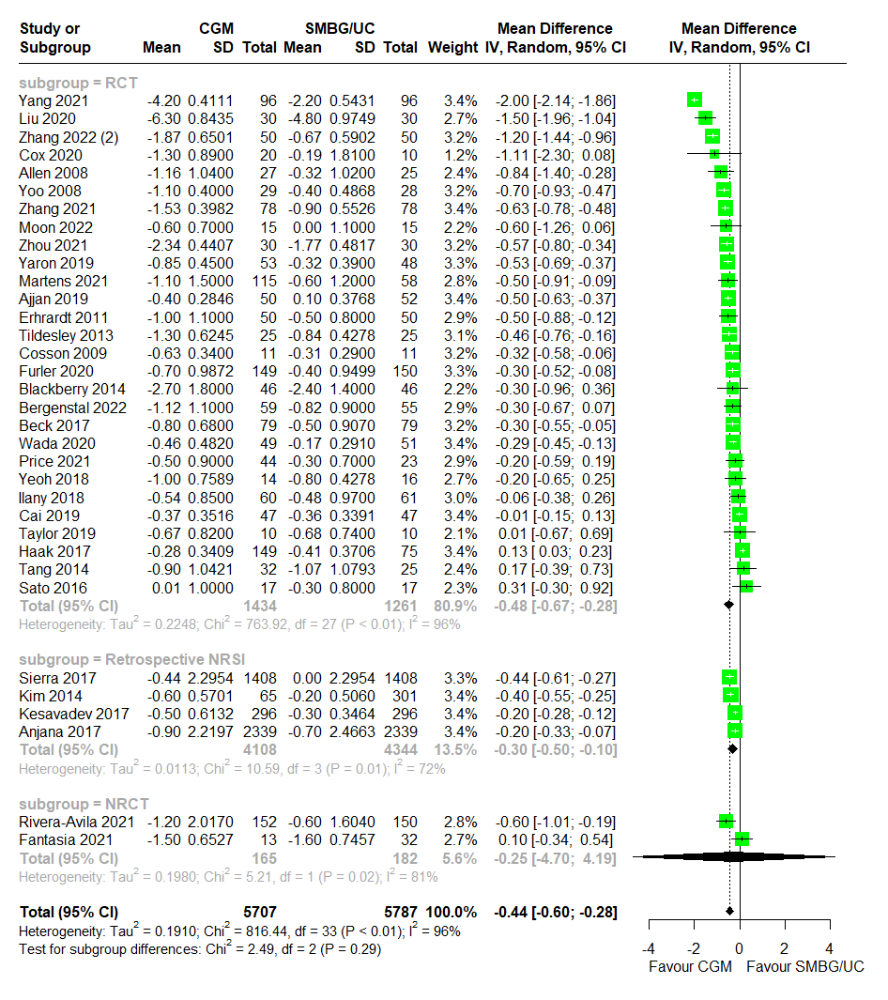 Study or CGM SMBG/UC Mean Difference Mean Difference
Subgroup Mean SD Total Mean SD Total Weight IV, Random, 95% CI IV, Random, 95% CI
subgroup = RCT
Yang 2021 -4.20 0.4111 96 -2.20 0.5431 96 3.4% -2.00 [-2.14; -1.86]
Liu 2020 -6.30 0.8435 30 -4.80 0.9749 30 2.7% -1.50 [-1.96; -1.04]
Zhang 2022 (2) -1.87 0.6501 50 -0.67 0.5902 50 3.2% -1.20 [-1.44; -0.96]
Cox 2020 -1.30 0.8900 20 -0.19 1.8100 10 1.2% -1.11 [-2.30; 0.08]
Allen 2008 -1.16 1.0400 27 -0.32 1.0200 25 2.4% -0.84 [-1.40; -0.28]
Yoo 2008 -1.10 0.4000 29 -0.40 0.4868 28 3.3% -0.70 [-0.93; -0.47]
Zhang 2021 -1.53 0.3982 78 -0.90 0.5526 78 3.4% -0.63 [-0.78; -0.48]
Moon 2022 -0.60 0.7000 15 0.00 1.1000 15 2.2% -0.60 [-1.26; 0.06]
Zhou 2021 -2.34 0.4407 30 -1.77 0.4817 30 3.2% -0.57 [-0.80; -0.34]
Yaron 2019 -0.85 0.4500 53 -0.32 0.3900 48 3.4% -0.53 [-0.69; -0.37]
Martens 2021 -1.10 1.5000 115 -0.60 1.2000 58 2.8% -0.50 [-0.91; -0.09]
Ajjan 2019 -0.40 0.2846 50 0.10 0.3768 52 3.4% -0.50 [-0.63; -0.37]
Erhardt 2011 -1.00 1.1000 50 -0.50 0.8000 50 2.9% -0.50 [-0.88; -0.12]
Tildesley 2013 -1.30 0.6245 25 -0.84 0.4278 25 3.1% -0.46 [-0.76; -0.16]
Cosson 2009 -0.63 0.3400 11 -0.31 0.2900 11 3.2% -0.32 [-0.58; -0.06]
Furler 2020 -0.70 0.9872 149 -0.40 0.9499 150 3.3% -0.30 [-0.52; -0.08]
Blackberry 2014 -2.70 1.8000 46 -2.40 1.4000 46 2.2% -0.30 [-0.96; 0.36]
Bergenstal 2022 -1.12 1.1000 59 -0.82 0.9000 55 2.9% -0.30 [-0.67; 0.07]
Beck 2017 -0.80 0.6800 79 -0.50 0.9070 79 3.2% -0.30 [-0.55; -0.05]
Wada 2020 -0.46 0.4820 49 -0.17 0.2910 51 3.4% -0.29 [-0.45; -0.13]
Price 2021 -0.50 0.9000 44 -0.30 0.7000 23 2.9% -0.20 [-0.59; 0.19]
Yeoh 2018 -1.00 0.7589 14 -0.80 0.4278 16 2.7% -0.20 [-0.65; 0.25]
Ilany 2018 -0.54 0.8500 60 -0.48 0.9700 61 3.0% -0.06 [-0.38; 0.26]
Cai 2019 -0.37 0.3516 47 -0.36 0.3391 47 3.4% -0.01 [-0.15; 0.13]
Taylor 2019 -0.67 0.8200 10 -0.68 0.7400 10 2.1% 0.01 [-0.67; 0.69]
Haak 2017 -0.28 0.3409 149 -0.41 0.3706 75 3.4% 0.13 [ 0.03; 0.23]
Tang 2014 -0.90 1.0421 32 -1.07 1.0793 25 2.4% 0.17 [-0.39; 0.73]
Sato 2016 0.01 1.0000 17 -0.30 0.8000 17 2.3% 0.31 [-0.30; 0.92]
Total (95% CI) 1434 1261 80.9% -0.48 [-0.67; -0.28]
Heterogeneity: Tau² = 0.2248; Chi² = 763.92, df = 27 (P < 0.01); I² = 96%
subgroup = Retrospective NRSI
Sierra 2017 -0.44 2.2954 1408 0.00 2.2954 1408 3.3% -0.44 [-0.61; -0.27]
Kim 2014 -0.60 0.5701 65 -0.20 0.5060 301 3.4% -0.40 [-0.55; -0.25]
Kesavadev 2017 -0.50 0.6132 296 -0.30 0.3464 296 3.4% -0.20 [-0.28; -0.12]
Anjana 2017 -0.90 2.2197 2339 -0.70 2.4663 2339 3.4% -0.20 [-0.33; -0.07]
Total (95% CI) 4108 4344 13.5% -0.30 [-0.50; -0.10]
Heterogeneity: Tau² = 0.0113; Chi² = 10.59, df = 3 (P = 0.01); I² = 72%
subgroup = NRCT
Rivera-Avila 2021 -1.20 2.0170 152 -0.60 1.6040 150 2.8% -0.60 [-1.01; -0.19]
Fantasia 2021 -1.50 0.6527 13 -1.60 0.7457 32 2.7% 0.10 [-0.34; 0.54]
Total (95% CI) 165 182 5.6% -0.25 [-4.70; 4.19]
Heterogeneity: Tau² = 0.1980; Chi² = 5.21, df = 1 (P = 0.02); I² = 81%
Total (95% CI) 5707 5787 100.0% -0.44 [-0.60; -0.28]
Heterogeneity: Tau² = 0.1910; Chi² = 816.44, df = 33 (P < 0.01); I² = 96%
Test for subgroup differences: Chi² = 2.49, df = 2 (P = 0.29)
-4 -2 0 2 4
Favour CGM Favour SMBG/UC